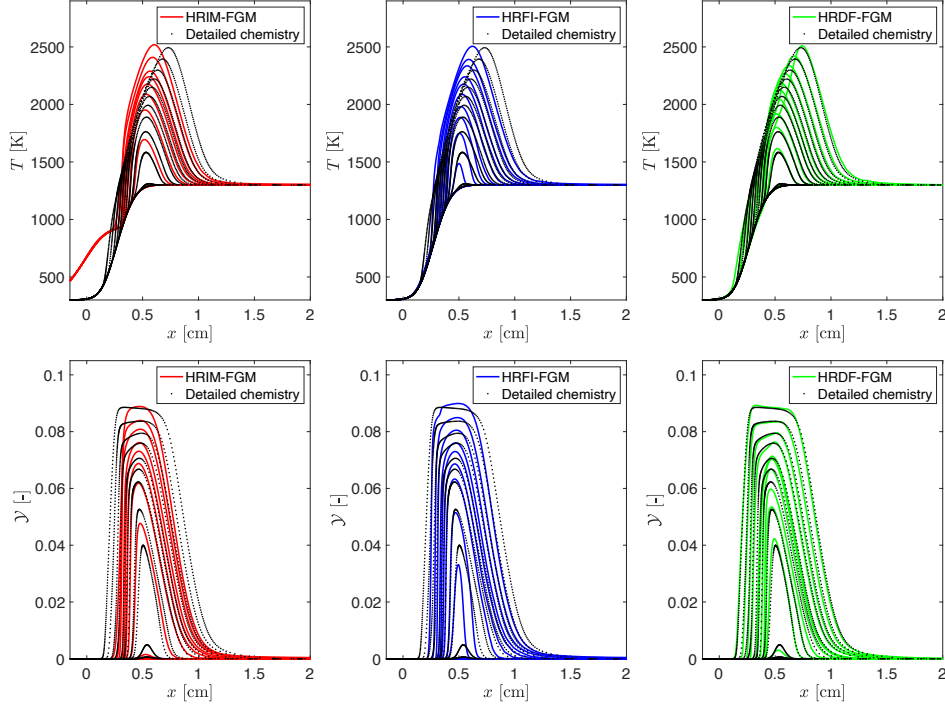 HRIM-FGM
Detailed chemistry
2500
2000
1500
1000
500
T [K]
0
0.5
1
1.5
2
x [cm]
HRFI-FGM
Detailed chemistry
2500
2000
1500
1000
500
T [K]
0
0.5
1
1.5
2
x [cm]
HRDF-FGM
Detailed chemistry
2500
2000
1500
1000
500
T [K]
0
0.5
1
1.5
2
x [cm]
HRIM-FGM
Detailed chemistry
0.1
0.08
0.06
0.04
0.02
0
𝒴 [-]
0
0.5
1
1.5
2
x [cm]
HRFI-FGM
Detailed chemistry
0.1
0.08
0.06
0.04
0.02
0
𝒴 [-]
0
0.5
1
1.5
2
x [cm]
HRDF-FGM
Detailed chemistry
0.1
0.08
0.06
0.04
0.02
0
𝒴 [-]
0
0.5
1
1.5
2
x [cm]